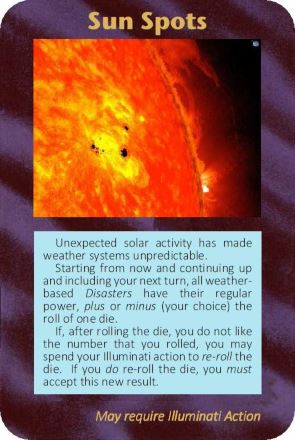 Sun Spots
Unexpected solar activity has made
weather systems unpredictable.
Starting from now and continuing up
and including your next turn, all weather-
based Disasters have their regular
power, plus or minus (your choice) the
roll of one die.
If, after rolling the die, you do not like
the number that you rolled, you may
spend your Illuminati action to re-roll the
die. If you do re-roll the die, you must
accept this new result.
May require Illuminati Action